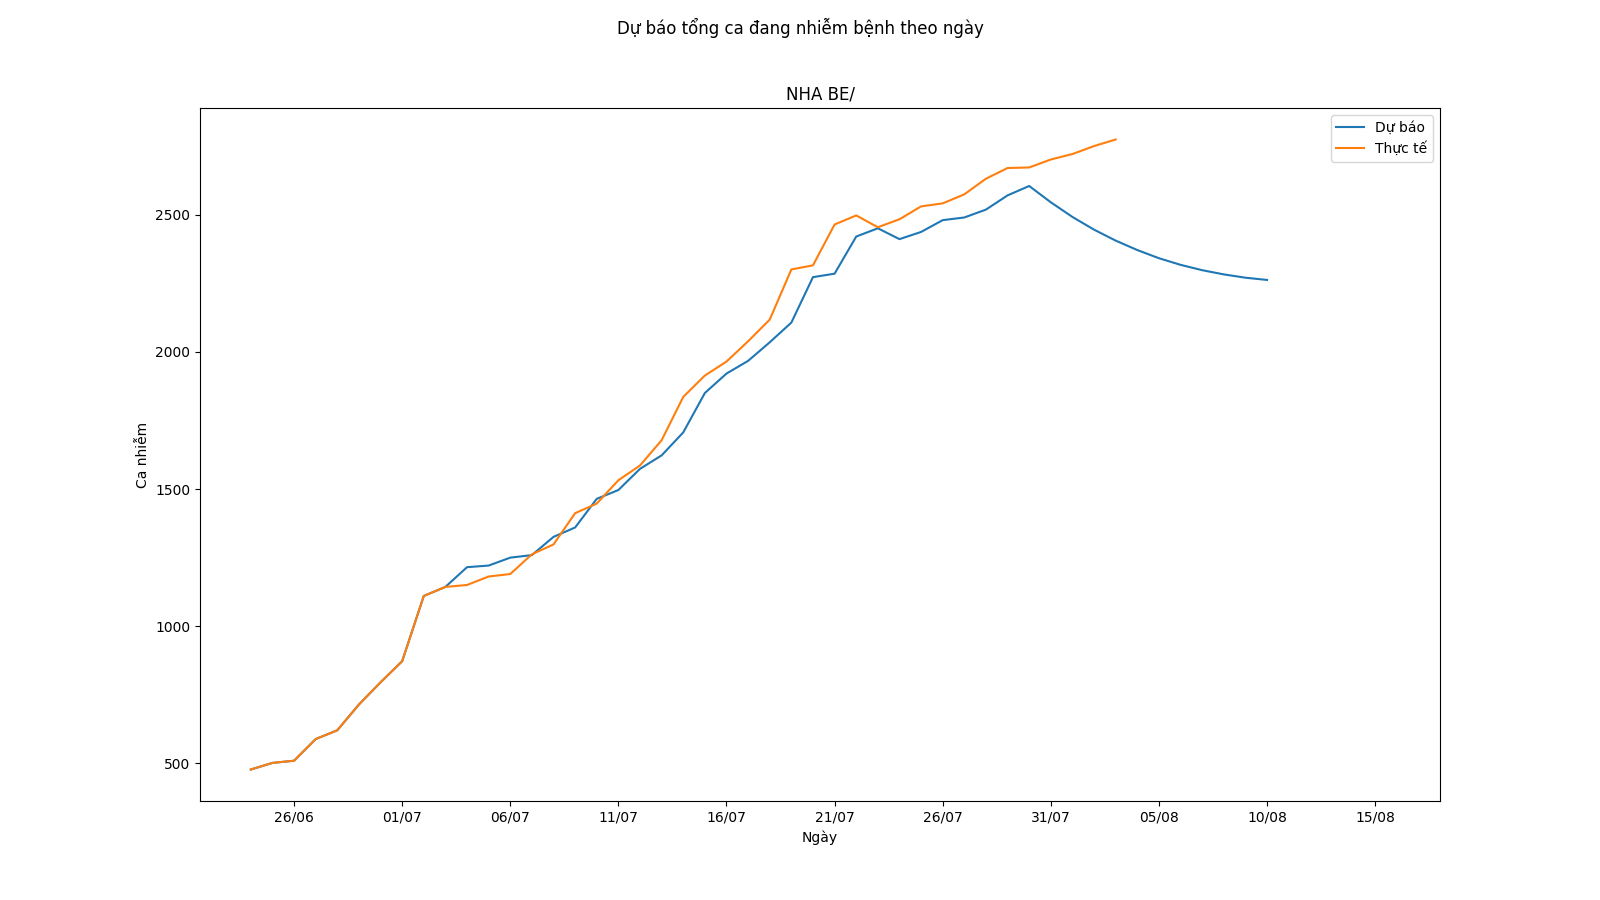 Dự báo tổng ca đang nhiễm bệnh theo ngày
NHA BE/
Dự báo
Thực tế
2500
2000
1500
1000
500
Ca nhiễm
26/06
01/07
06/07
11/07
16/07
21/07
26/07
31/07
05/08
10/08
15/08
Ngày